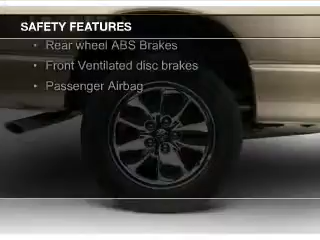 SAFETY FEATURES
• Rear wheel ABS Brakes
• Front Ventilated disc brakes
• Passenger Airbag